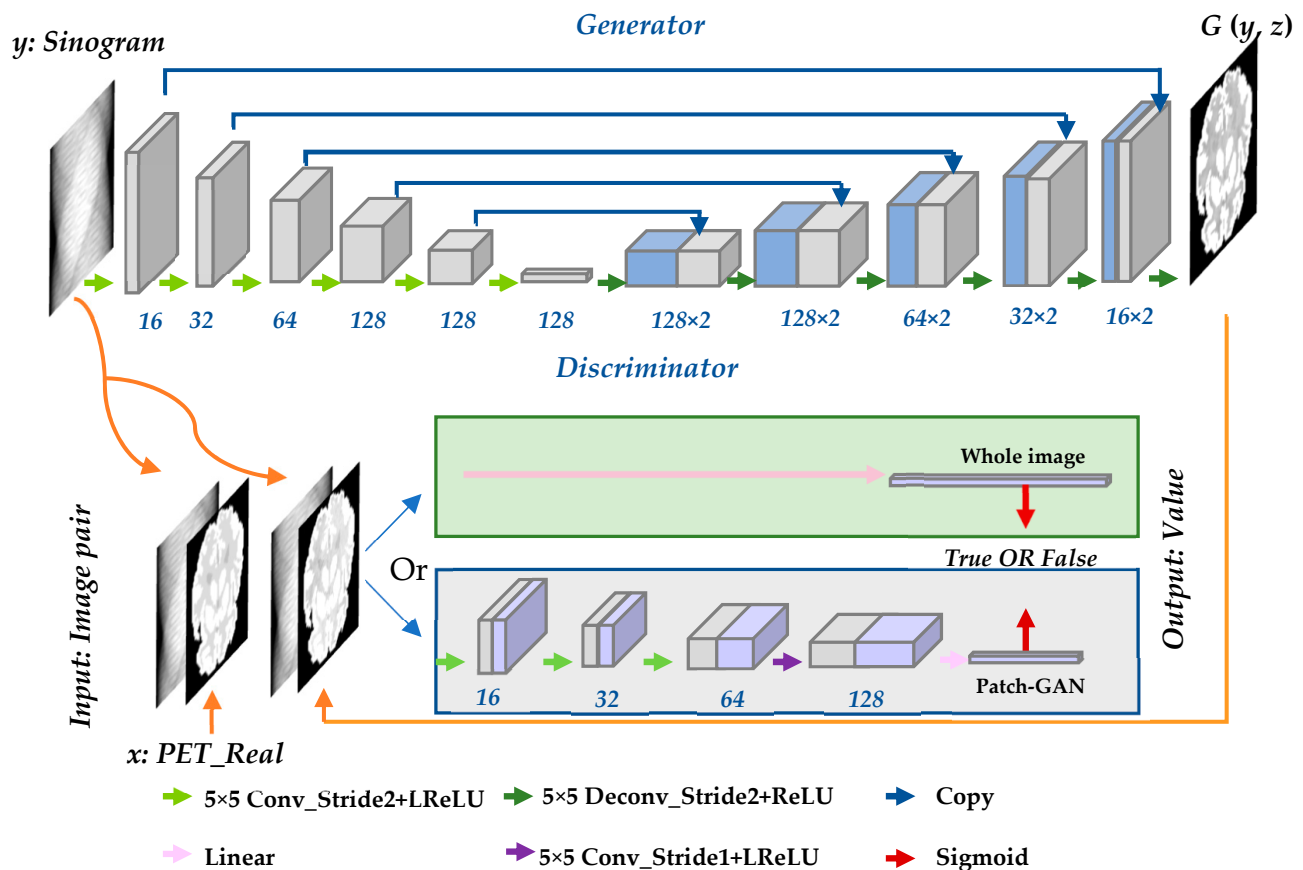 Generator
y: Sinogram
G (y, z)
16
32
64
128
128
128
128×2
128×2
64×2
32×2
16×2
Discriminator
Whole image
True OR False
Or
16
32
64
128
Patch-GAN
Input: Image pair
Output: Value
x: PET_Real
5×5 Conv_Stride2+LReLU
5×5 Deconv_Stride2+ReLU
Copy
Linear
5×5 Conv_Stride1+LReLU
Sigmoid